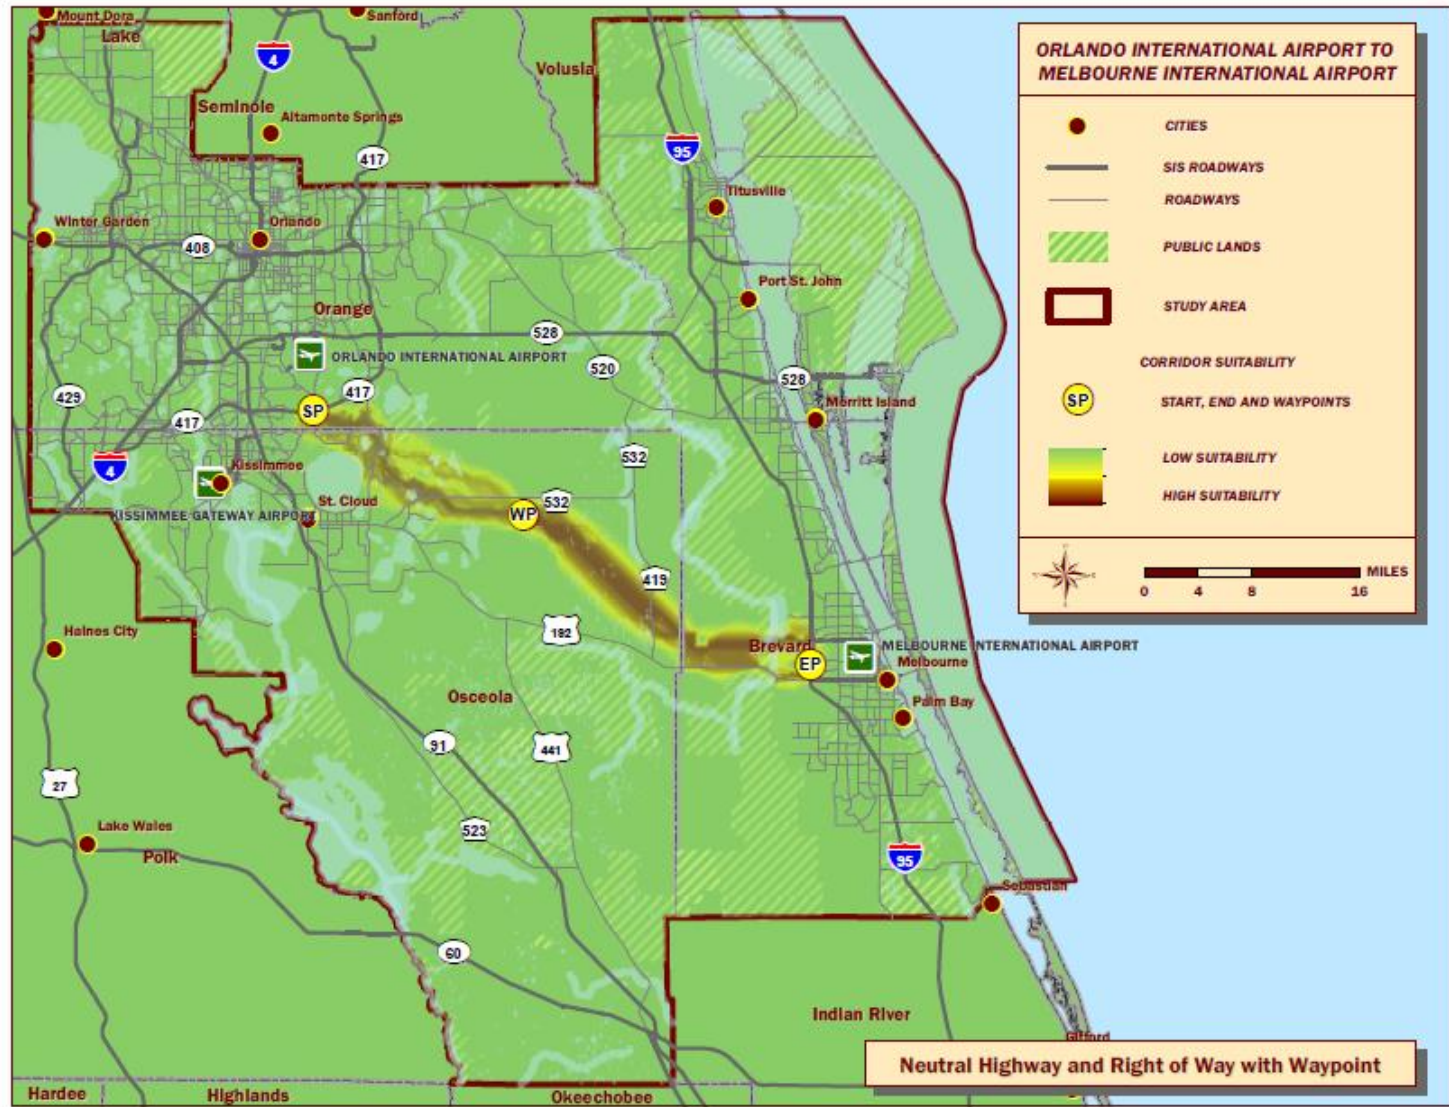 Mount Dora
Sanford
Lake
4
Volusia
Seminole
Altamonte Springs
417
95
Titusville
Winter Garden
Orlando
408
Port St. John
Orange
528
ORLANDO INTERNATIONAL AIRPORT
520
528
429
417
SP
Merritt Island
417
532
4
Kissimmee
St. Cloud
532
WP
KISSIMMEE GATEWAY AIRPORT
419
Haines City
192
Brevard
MELBOURNE INTERNATIONAL AIRPORT
EP
Melbourne
Osceola
Palm Bay
91
441
27
Lake Wales
523
Polk
95
Sebastian
60
Indian River
Gifford
Hardee
Highlands
Okeechobee
ORLANDO INTERNATIONAL AIRPORT TO
MELBOURNE INTERNATIONAL AIRPORT
CITIES
SIS ROADWAYS
ROADWAYS
PUBLIC LANDS
STUDY AREA
CORRIDOR SUITABILITY
SP
START, END AND WAYPOINTS
LOW SUITABILITY
HIGH SUITABILITY
MILES
0 4 8 16
Neutral Highway and Right of Way with Waypoint